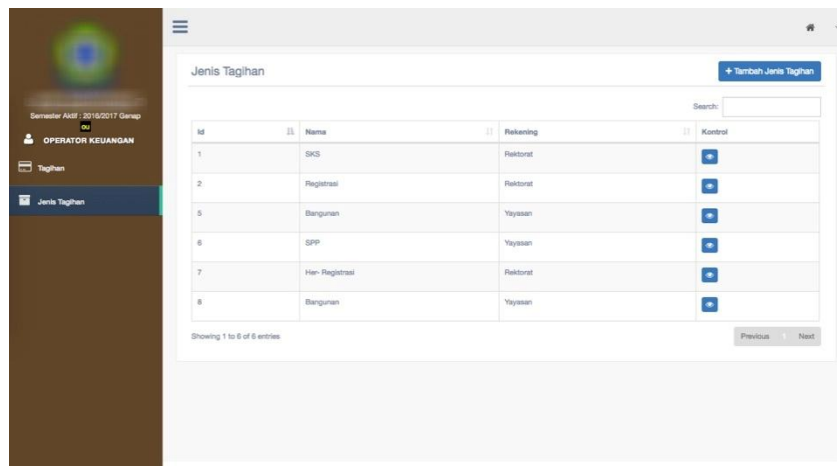 Jenis Tagihan
+ Tambah Jenis Tagihan
Semester Aktif : 2016/2017 Genap
ou
OPERATOR KEUANGAN
Tagihan
Jenis Tagihan
Search:
Id Nama Rekening Kontrol
1 SKS Rektorat
2 Registrasi Rektorat
5 Bangunan Yayasan
6 SPP Yayasan
7 Her- Registrasi Rektorat
8 Bangunan Yayasan
Showing 1 to 6 of 6 entries
Previous 1 Next